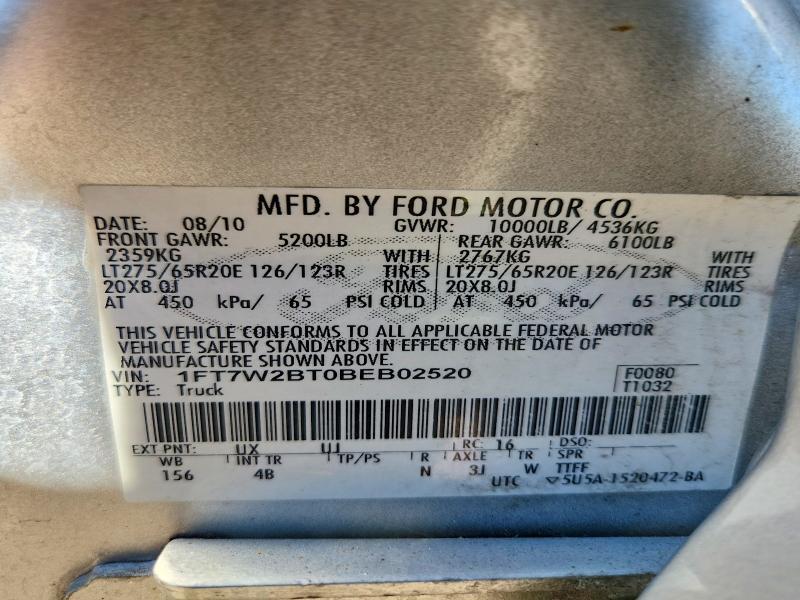 MFD. BY FORD MOTOR CO.
DATE: 08/10 GVWR: 10000LB/ 4536KG
FRONT GAWR: 5200LB REAR GAWR: 6100LB
2359KG WITH 2767KG WITH
LT275/65R20E 126/123R TIRES LT275/65R20E 126/123R TIRES
20X8.0J RIMS 20X8.0J RIMS
AT 450 kPa/ 65 PSI COLD AT 450 kPa/ 65 PSI COLD
THIS VEHICLE CONFORMS TO ALL APPLICABLE FEDERAL MOTOR
VEHICLE SAFETY STANDARDS IN EFFECT ON THE DATE OF
MANUFACTURE SHOWN ABOVE.
VIN: 1FT7W2BT0BEB02520 F0080
TYPE: Truck T1032
EXT PNT: UX UJ RC: 16 DSO:
WB INT TR TP/PS R AXLE TR SPR
156 4B N 3J W TTFF
UTC ▽5U5A-1520472-BA